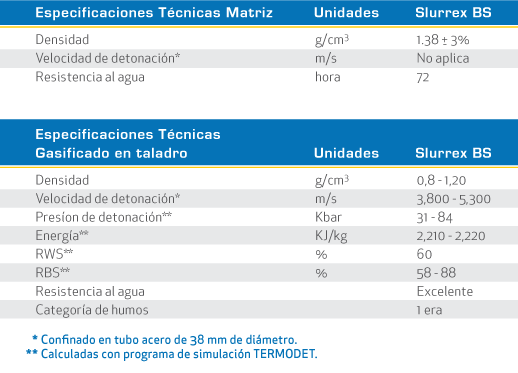 Especificaciones Técnicas Matriz Unidades Slurrex BS
Densidad g/cm³ 1.38 ± 3%
Velocidad de detonación* m/s No aplica
Resistencia al agua hora 72
Especificaciones Técnicas
Gasificado en taladro Unidades Slurrex BS
Densidad g/cm³ 0,8 - 1,20
Velocidad de detonación* m/s 3,800 - 5,300
Presíon de detonación** Kbar 31 - 84
Energía** KJ/kg 2,210 - 2,220
RWS** % 60
RBS** % 58 - 88
Resistencia al agua Excelente
Categoría de humos 1 era
* Confinado en tubo acero de 38 mm de diámetro.
** Calculadas con programa de simulación TERMODET.